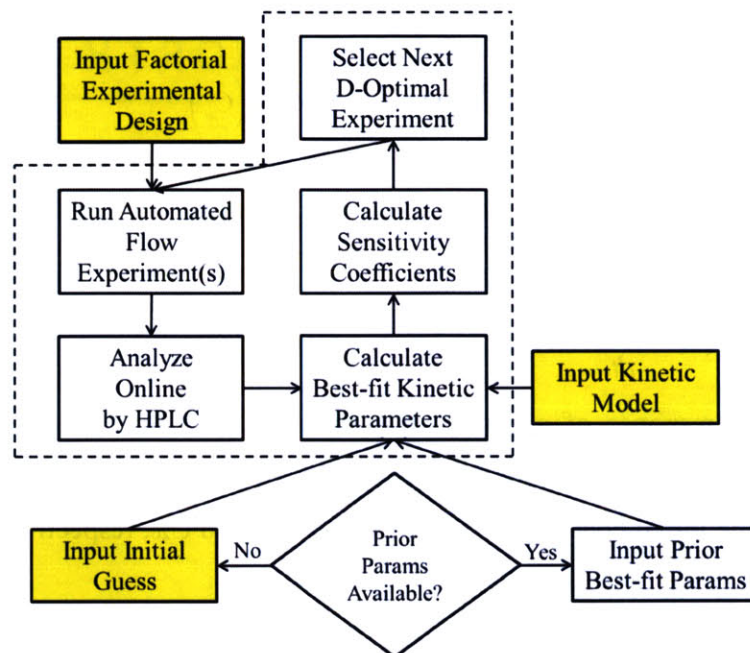 Input Factorial
Experimental
Design
Select Next
D-Optimal
Experiment
Run Automated
Flow
Experiment(s)
Calculate
Sensitivity
Coefficients
Analyze
Online
by HPLC
Calculate
Best-fit Kinetic
Parameters
Input Kinetic
Model
Input Initial
Guess
No
Prior
Params
Available?
Yes
Input Prior
Best-fit Params